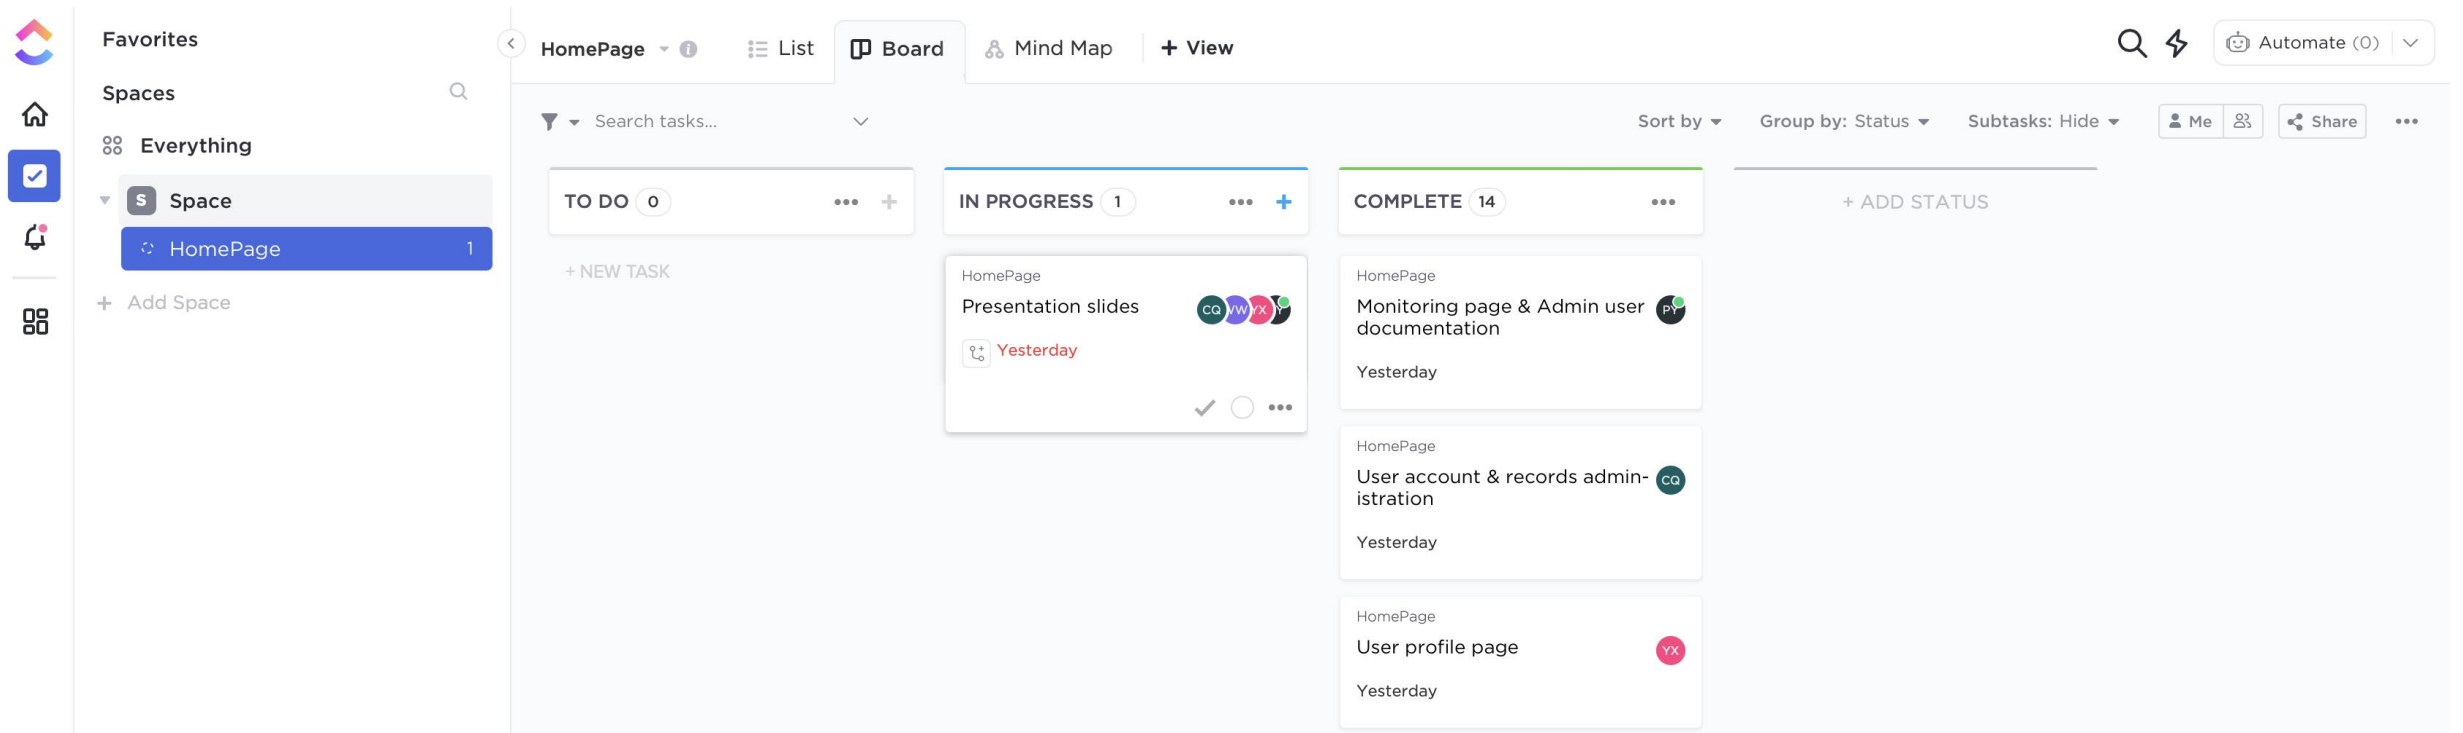 Favorites
Spaces
Everything
S Space
HomePage 1
Add Space
HomePage
List
Board
Mind Map
+ View
Automate (0)
Search tasks...
Sort by
Group by: Status
Subtasks: Hide
Me
Share
TO DO 0
+ NEW TASK
IN PROGRESS 1
HomePage
Presentation slides
CQ VW YX
Yesterday
COMPLETE 14
HomePage
Monitoring page & Admin user
documentation
PY
Yesterday
HomePage
User account & records admin-
istration
CQ
Yesterday
HomePage
User profile page
YX
Yesterday
+ ADD STATUS